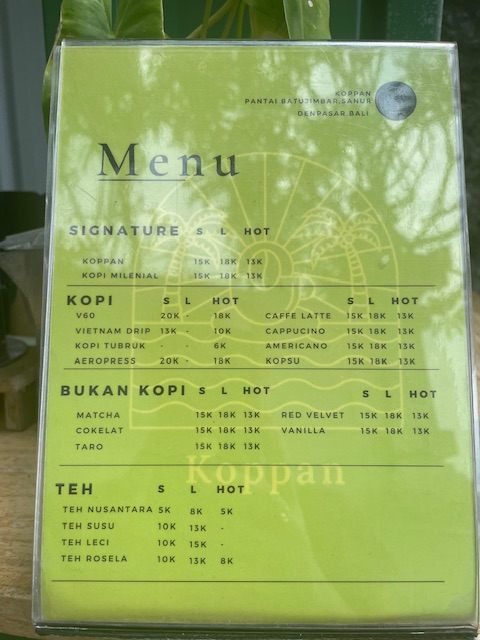 KOPPAN
PANTAI BATUJIMBAR, SANUR
DENPASAR BALI
Menu
SIGNATURE S L HOT
KOPPAN 15K 18K 13K
KOPI MILENIAL 15K 18K 13K
KOPI S L HOT S L HOT
V60 20K - 18K CAFFE LATTE 15K 18K 13K
VIETNAM DRIP 13K - 10K CAPPUCINO 15K 18K 13K
KOPI TUBRUK - - 6K AMERICANO 15K 18K 13K
AEROPRESS 20K - 18K KOPSU 15K 18K 13K
BUKAN KOPI S L HOT S L HOT
MATCHA 15K 18K 13K RED VELVET 15K 18K 13K
COKELAT 15K 18K 13K VANILLA 15K 18K 13K
TARO 15K 18K 13K
Koppan
TEH S L HOT
TEH NUSANTARA 5K 8K 5K
TEH SUSU 10K 13K -
TEH LECI 10K 15K -
TEH ROSELA 10K 13K 8K